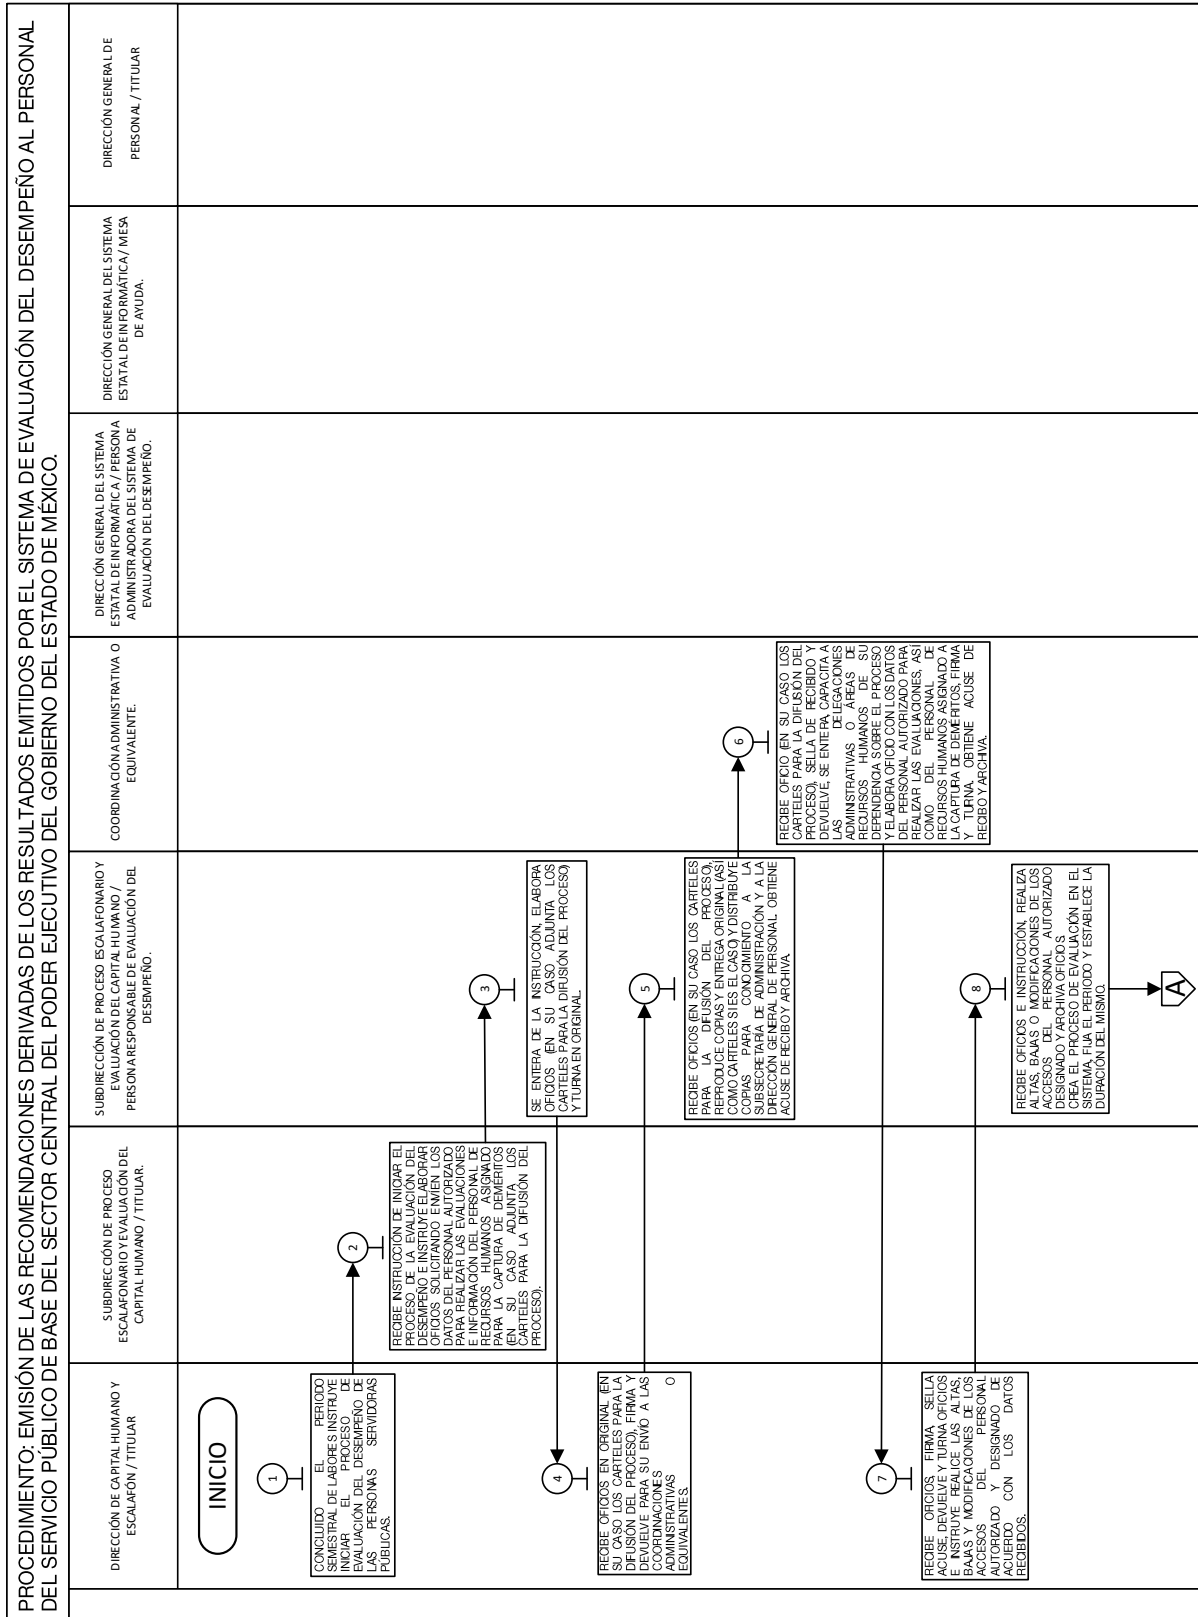 PROCEDIMIENTO: EMISIÓN DE LAS RECOMENDACIONES DERIVADAS DE LOS RESULTADOS EMITIDOS POR EL SISTEMA DE EVALUACIÓN DEL DESEMPEÑO AL PERSONAL
DEL SERVICIO PÚBLICO DE BASE DEL SECTOR CENTRAL DEL PODER EJECUTIVO DEL GOBIERNO DEL ESTADO DE MÉXICO.
DIRECCIÓN DE CAPITAL HUMANO Y
ESCALAFÓN / TITULAR
SUBDIRECCIÓN DE PROCESO
ESCALAFONARIO Y EVALUACIÓN DEL
CAPITAL HUMANO / TITULAR.
SUBDIRECCIÓN DE PROCESO ESCALAFONARIO Y
EVALUACIÓN DEL CAPITAL HUMANO /
PERSONA RESPONSABLE DE EVALUACIÓN DEL
DESEMPEÑO.
COORDINACIÓN ADMINISTRATIVA O
EQUIVALENTE.
DIRECCIÓN GENERAL DEL SISTEMA
ESTATAL DE INFORMÁTICA / PERSONA
ADMINISTRADORA DEL SISTEMA DE
EVALUACIÓN DEL DESEMPEÑO.
DIRECCIÓN GENERAL DEL SISTEMA
ESTATAL DE INFORMÁTICA / MESA
DE AYUDA.
DIRECCIÓN GENERAL DE
PERSONAL / TITULAR
INICIO
1
CONCLUIDO EL PERIODO
SEMESTRAL DE LABORES INSTRUYE
INICIAR EL PROCESO DE
EVALUACIÓN DEL DESEMPEÑO DE
LAS PERSONAS SERVIDORAS
PÚBLICAS.
2
RECIBE INSTRUCCIÓN DE INICIAR EL
PROCESO DE LA EVALUACIÓN DEL
DESEMPEÑO E INSTRUYE ELABORAR
OFICIOS SOLICITANDO ENVÍEN LOS
DATOS DEL PERSONAL AUTORIZADO
PARA REALIZAR LAS EVALUACIONES
E INFORMACIÓN DEL PERSONAL DE
RECURSOS HUMANOS ASIGNADO
PARA LA CAPTURA DE DEMÉRITOS
(EN SU CASO ADJUNTA LOS
CARTELES PARA LA DIFUSIÓN DEL
PROCESO).
3
SE ENTERA DE LA INSTRUCCIÓN, ELABORA
OFICIOS (EN SU CASO ADJUNTA LOS
CARTELES PARA LA DIFUSIÓN DEL PROCESO)
Y TURNA EN ORIGINAL.
4
RECIBE OFICIOS EN ORIGINAL (EN
SU CASO LOS CARTELES PARA LA
DIFUSIÓN DEL PROCESO), FIRMA Y
DEVUELVE PARA SU ENVÍO A LAS
COORDINACIONES
ADMINISTRATIVAS O
EQUIVALENTES.
5
RECIBE OFICIOS (EN SU CASO LOS CARTELES
PARA LA DIFUSIÓN DEL PROCESO),
REPRODUCE COPIAS Y ENTREGA ORIGINAL (ASÍ
COMO CARTELES SI ES EL CASO) Y DISTRIBUYE
COPIAS PARA CONOCIMIENTO A LA
SUBSECRETARÍA DE ADMINISTRACIÓN Y A LA
DIRECCIÓN GENERAL DE PERSONAL OBTIENE
ACUSE DE RECIBO Y ARCHIVA.
6
RECIBE OFICIO (EN SU CASO LOS
CARTELES PARA LA DIFUSIÓN DEL
PROCESO), SELLA DE RECIBIDO Y
DEVUELVE, SE ENTERA, CAPACITA A
LAS DELEGACIONES
ADMINISTRATIVAS O ÁREAS DE
RECURSOS HUMANOS DE SU
DEPENDENCIA SOBRE EL PROCESO
Y ELABORA OFICIO CON LOS DATOS
DEL PERSONAL AUTORIZADO PARA
REALIZAR LAS EVALUACIONES, ASÍ
COMO DEL PERSONAL DE
RECURSOS HUMANOS ASIGNADO A
LA CAPTURA DE DEMÉRITOS, FIRMA
Y TURNA. OBTIENE ACUSE DE
RECIBO Y ARCHIVA.
7
RECIBE ORCIOS, FIRMA, SELLA
ACUSE, DEVUELVE Y TURNA OFICIOS
E INSTRUYE REALICE LAS ALTAS,
BAJAS Y MODIFICACIONES DE LOS
ACCESOS DEL PERSONAL
AUTORIZADO Y DESIGNADO DE
ACUERDO CON LOS DATOS
RECIBIDOS.
8
RECIBE OFICIOS E INSTRUCCIÓN, REALIZA
ALTAS, BAJAS O MODIFICACIONES DE LOS
ACCESOS DEL PERSONAL AUTORIZADO
DESIGNADO Y ARCHIVA OFICIOS.
CREA EL PROCESO DE EVALUACIÓN EN EL
SISTEMA, FIJA EL PERIODO Y ESTABLECE LA
DURACIÓN DEL MISMO.
A